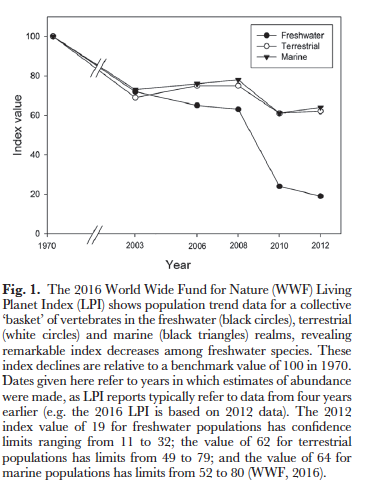 Freshwater
Terrestrial
Marine
100
80
60
40
20
0
Index value
1970
2003
2006
2008
2010
2012
Year
Fig. 1. The 2016 World Wide Fund for Nature (WWF) Living
Planet Index (LPI) shows population trend data for a collective
‘basket’ of vertebrates in the freshwater (black circles), terrestrial
(white circles) and marine (black triangles) realms, revealing
remarkable index decreases among freshwater species. These
index declines are relative to a benchmark value of 100 in 1970.
Dates given here refer to years in which estimates of abundance
were made, as LPI reports typically refer to data from four years
earlier (e.g. the 2016 LPI is based on 2012 data). The 2012
index value of 19 for freshwater populations has confidence
limits ranging from 11 to 32; the value of 62 for terrestrial
populations has limits from 49 to 79; and the value of 64 for
marine populations has limits from 52 to 80 (WWF, 2016).